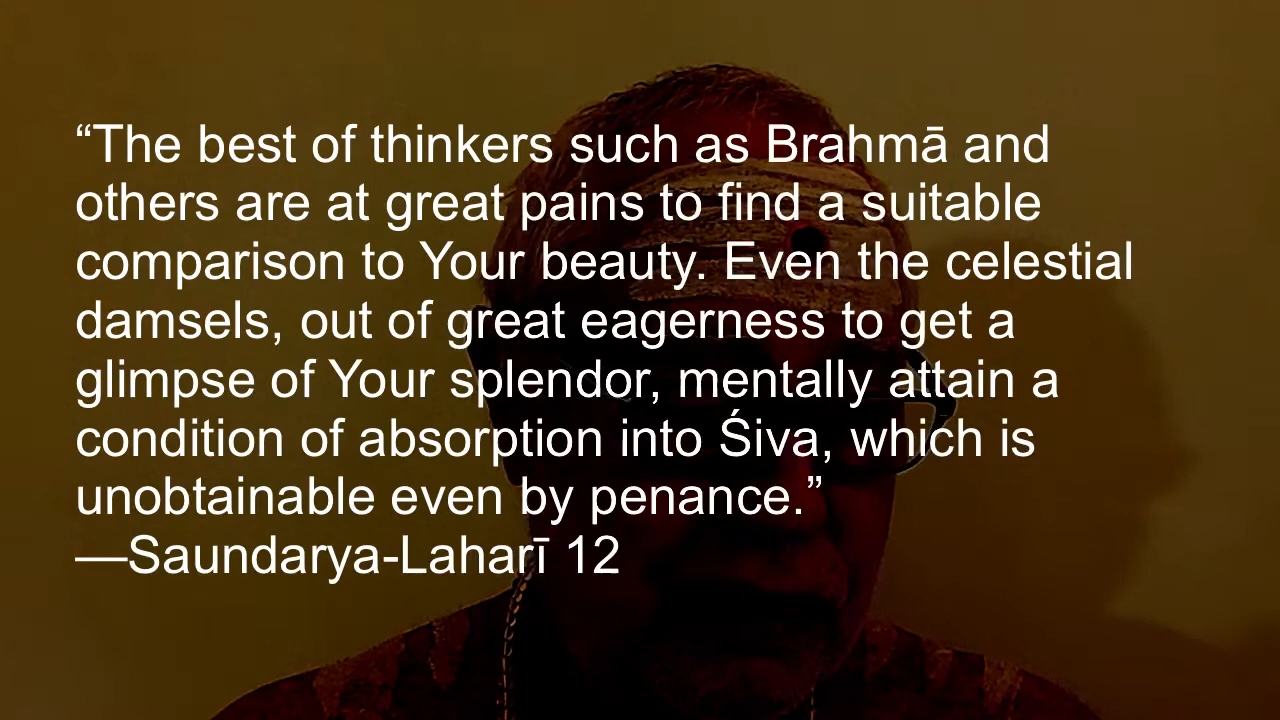 “The best of thinkers such as Brahmā and
others are at great pains to find a suitable
comparison to Your beauty. Even the celestial
damsels, out of great eagerness to get a
glimpse of Your splendor, mentally attain a
condition of absorption into Śiva, which is
unobtainable even by penance.”
—Saundarya-Laharī 12